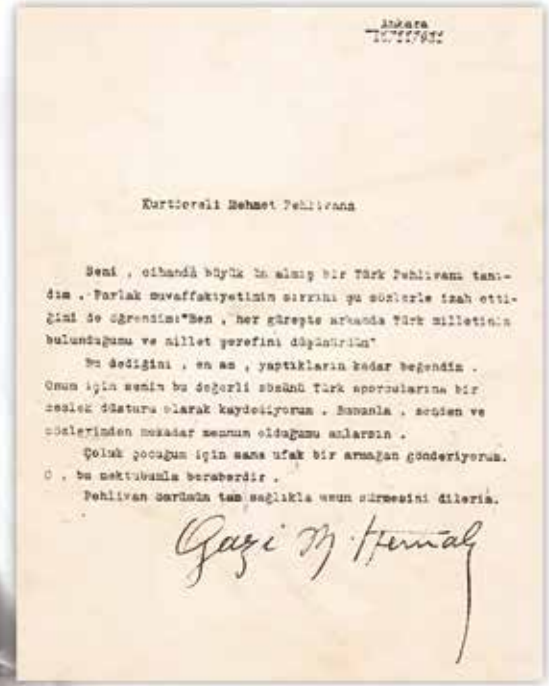 Ankara
Kurtdereli Mehmet Pehlivana
Seni , cihanda büyük ün almış bir Türk Pehlivanı tanı-
dım . Parlak muvaffakiyetinin sırrını şu sözlerle izah etti-
ğini de öğrendim:"Ben , her güreşte arkamda Türk milletinin
bulunduğunu ve millet şerefini düşünürdüm"
Bu dediğini , en az , yaptıkların kadar beğendim .
Onun için senin bu değerli sözünü Türk sporcularına bir
meslek düsturu olarak kaydediyorum . Bununla , senden ve
sözlerinden nekadar memnun olduğumu anlarsın .
Çoluk çocuğun için sana ufak bir armağan gönderiyorum.
O , bu mektubumla beraberdir .
Pehlivan ömrünün tam sağlıkla uzun sürmesini dilerim.
Gazi M. Kemal